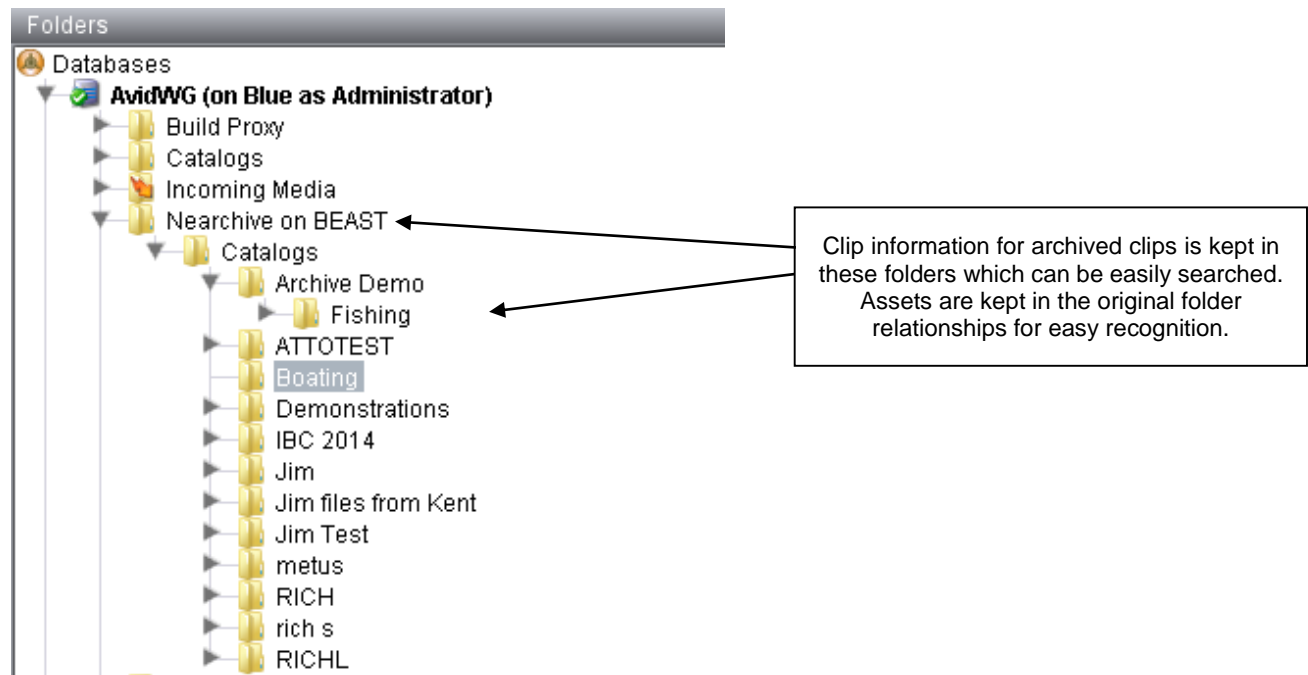 Folders
Databases
AvidWG (on Blue as Administrator)
Build Proxy
Catalogs
Incoming Media
Nearchive on BEAST
Catalogs
Archive Demo
Fishing
ATTOTEST
Boating
Demonstrations
IBC 2014
Jim
Jim files from Kent
Jim Test
metus
RICH
rich s
RICHL
Clip information for archived clips is kept in
these folders which can be easily searched.
Assets are kept in the original folder
relationships for easy recognition.